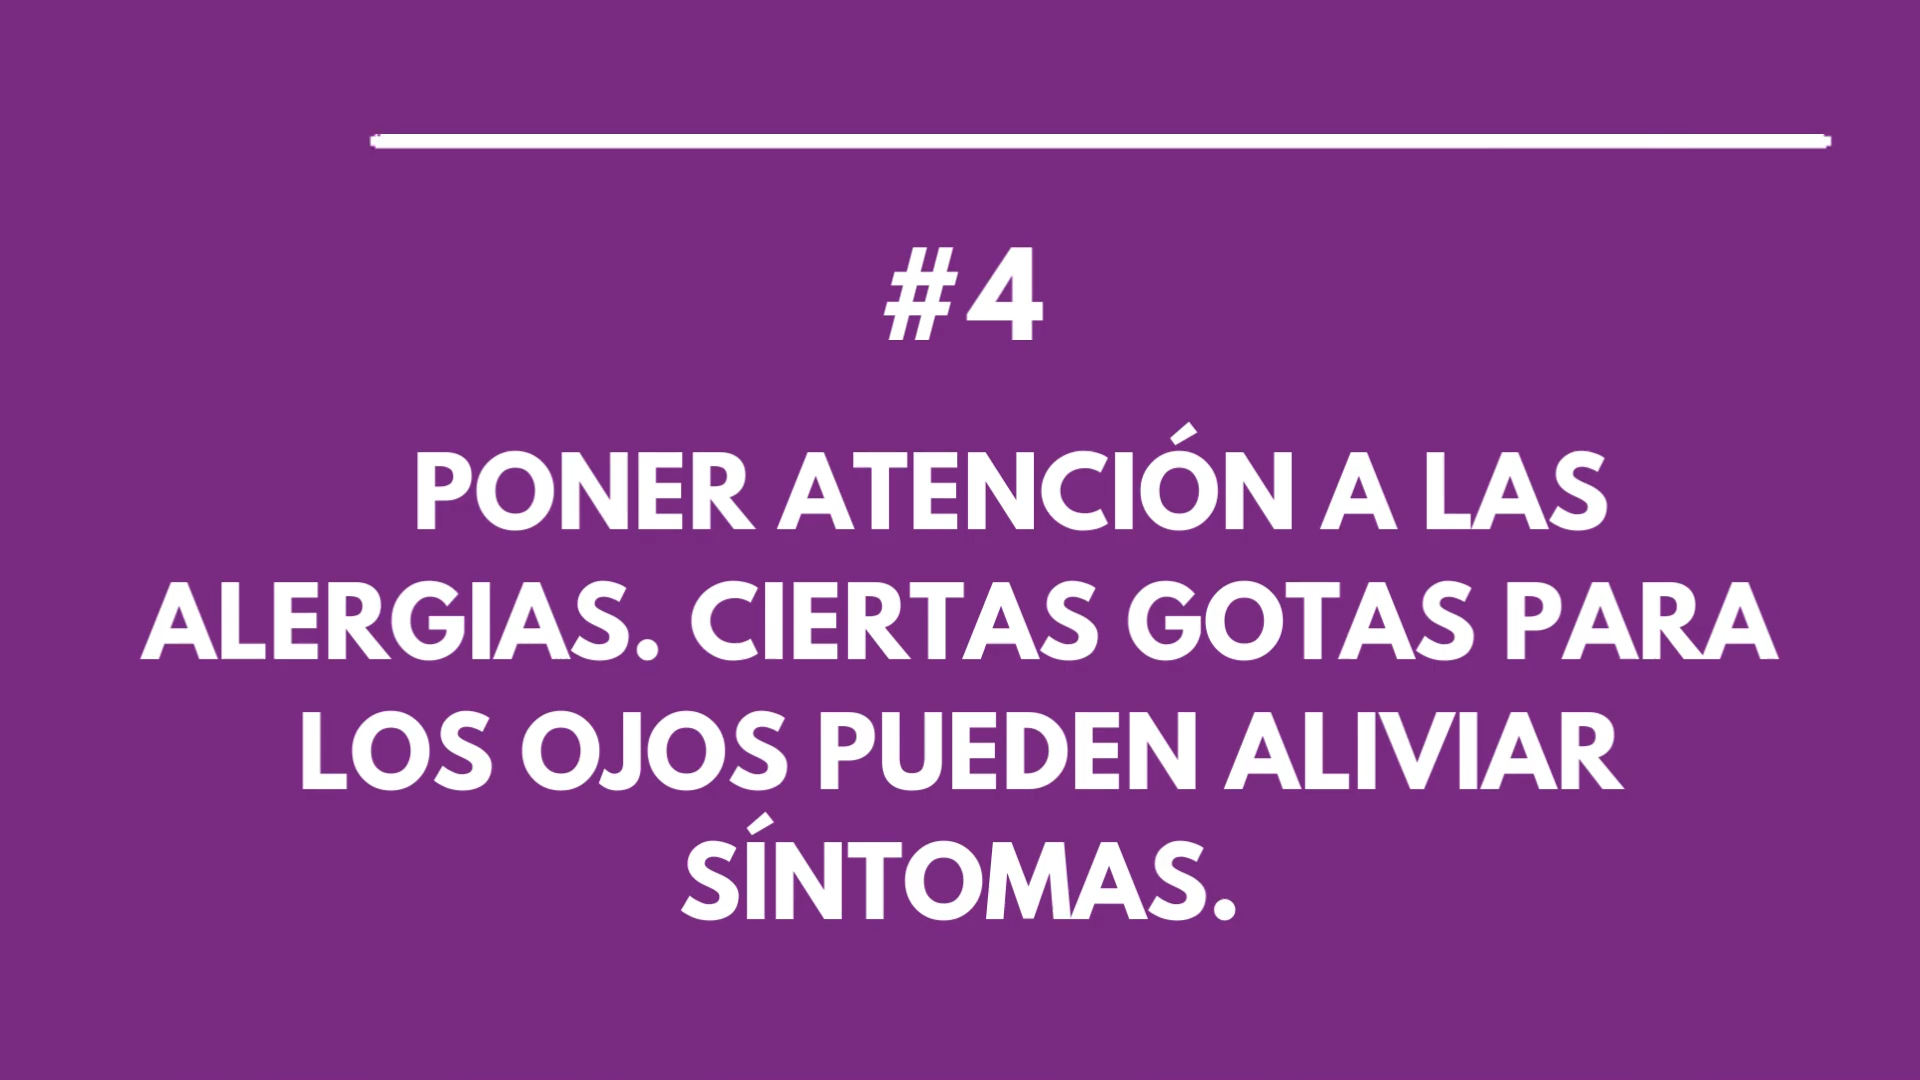 #4
PONER ATENCIÓN A LAS
ALERGIAS. CIERTAS GOTAS PARA
LOS OJOS PUEDEN ALIVIAR
SÍNTOMAS.